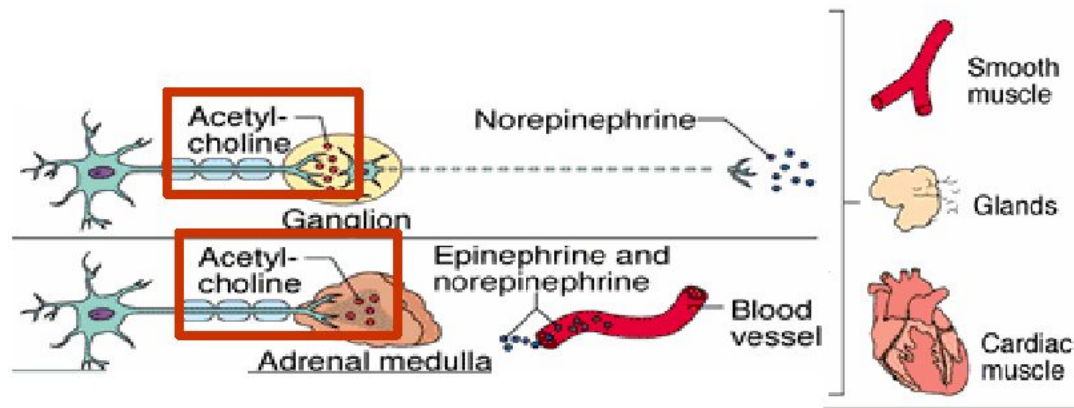 Acetyl-
choline
Norepinephrine
Ganglion
Acetyl-
choline
Epinephrine and
norepinephrine
Blood
vessel
Adrenal medulla
Smooth
muscle
Glands
Cardiac
muscle